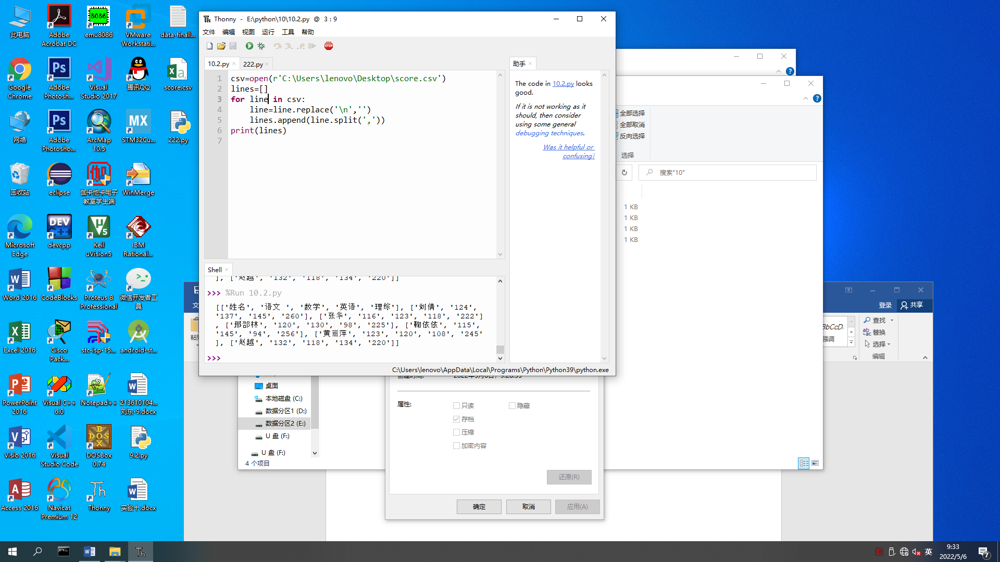 此电脑
Adobe Acrobat DC
emu8086
VMware Workstati...
data-finall...
Google Chrome
Adobe Photosh...
Visual Studio 2017
腾讯QQ
score.csv
网络
Adobe Photosho...
ArcMap 10.5
STM32Cu...
222.py
回收站
eclipse
伽卡他卡电子教室学生端
WinMerge
Microsoft Edge
devcpp
Keil uVision5
IBM Rational...
Word 2016
CodeBlocks
Proteus 8 Professional
微信开发者工具
Excel 2016
Cisco Pack...
stc-isp-15...
android-st...
PowerPoint 2016
Visual C++ 6.0
Notepad++
213610104...刘东-9.docx
Visio 2016
Visual Studio Code
DOSBox 0.74
9.2.py
Access 2016
Navicat Premium 12
Thonny
实验十.docx
Thonny - E:\python\10\10.2.py @ 3 : 9
文件 编辑 视图 运行 工具 帮助
10.2.py × 222.py ×
1 csv=open(r'C:\Users\lenovo\Desktop\score.csv')
2 lines=[]
3 for line in csv:
4     line=line.replace('\n','')
5     lines.append(line.split(','))
6 print(lines)
7
助手 ×
The code in 10.2.py looks
good.
If it is not working as it
should, then consider
using some general
debugging techniques.
Was it helpful or
confusing?
Shell ×
], ['赵越', '132', '118', '134', '220']]
>>> %Run 10.2.py
[['姓名', '语文 ', '数学', '英语', '理综'], ['刘倩', '124',
'137', '145', '260'], ['张华', '116', '123', '118', '222']
, ['邢邵林', '120', '130', '98', '225'], ['鞠依依', '115',
'145', '94', '256'], ['黄丽萍', '123', '120', '108', '245'
], ['赵越', '132', '118', '134', '220']]
>>>
C:\Users\lenovo\AppData\Local\Programs\Python\Python39\python.exe
全部选择
全部取消
反向选择
选择
搜索"10"
1 KB
1 KB
1 KB
1 KB
登录 共享
查找
替换
选择
编辑
强调
桌面
本地磁盘 (C:)
数据分区1 (D:)
数据分区2 (E:)
U 盘 (F:)
U 盘 (F:)
4 个项目
属性:
只读 隐藏
存档
压缩
加密内容
还原(R)
确定 取消 应用(A)
英
9:33
2022/5/6
7